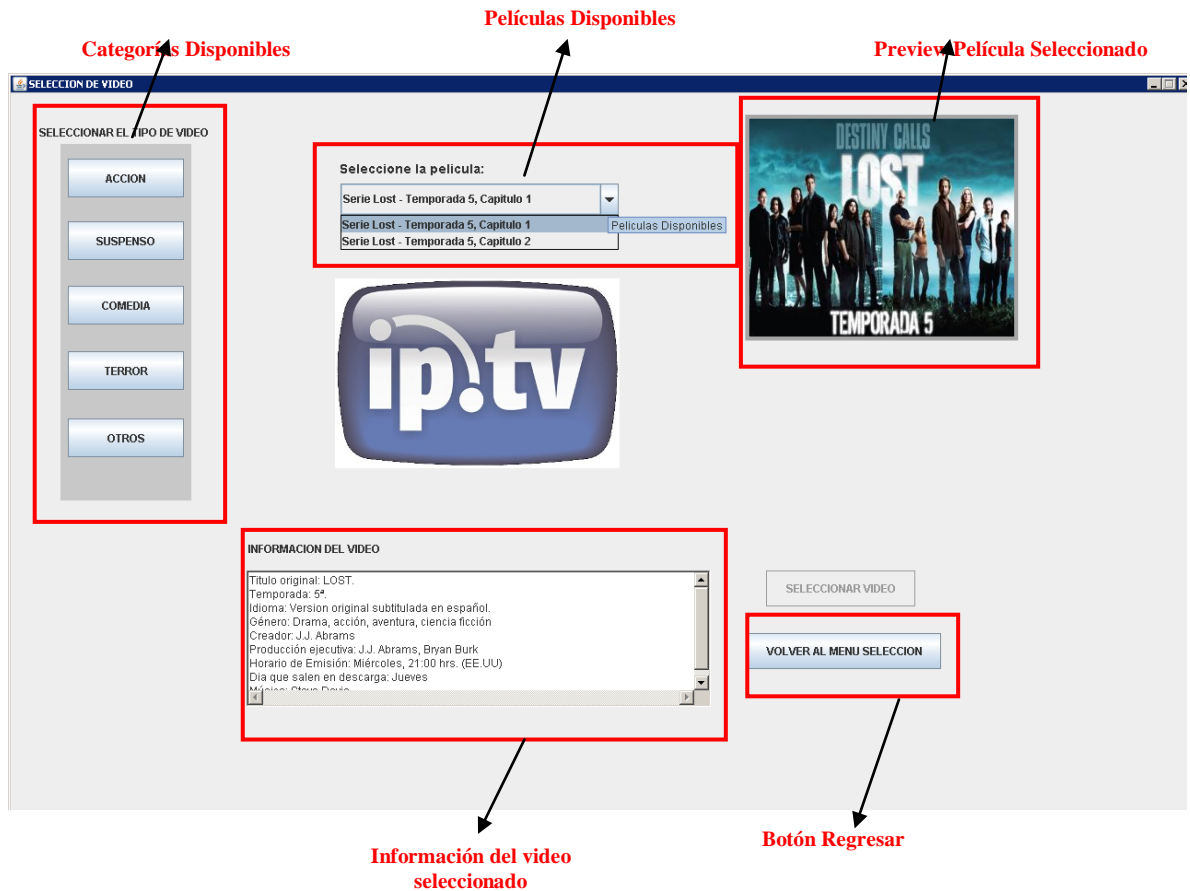 Películas Disponibles
Categorías Disponibles
Preview Película Seleccionado
SELECCION DE VIDEO
SELECCIONAR EL TIPO DE VIDEO
ACCION
SUSPENSO
COMEDIA
TERROR
OTROS
Seleccione la pelicula:
Serie Lost - Temporada 5, Capitulo 1
Serie Lost - Temporada 5, Capitulo 1
Peliculas Disponibles
Serie Lost - Temporada 5, Capitulo 2
ip.tv
DESTINY CALLS
LOST
TEMPORADA 5
INFORMACION DEL VIDEO
Titulo original: LOST.
Temporada: 5ª.
Idioma: Version original subtitulada en español.
Género: Drama, acción, aventura, ciencia ficción
Creador: J.J. Abrams
Producción ejecutiva: J.J. Abrams, Bryan Burk
Horario de Emisión: Miércoles, 21:00 hrs. (EE.UU)
Dia que salen en descarga: Jueves
SELECCIONAR VIDEO
VOLVER AL MENU SELECCION
Información del video
seleccionado
Botón Regresar